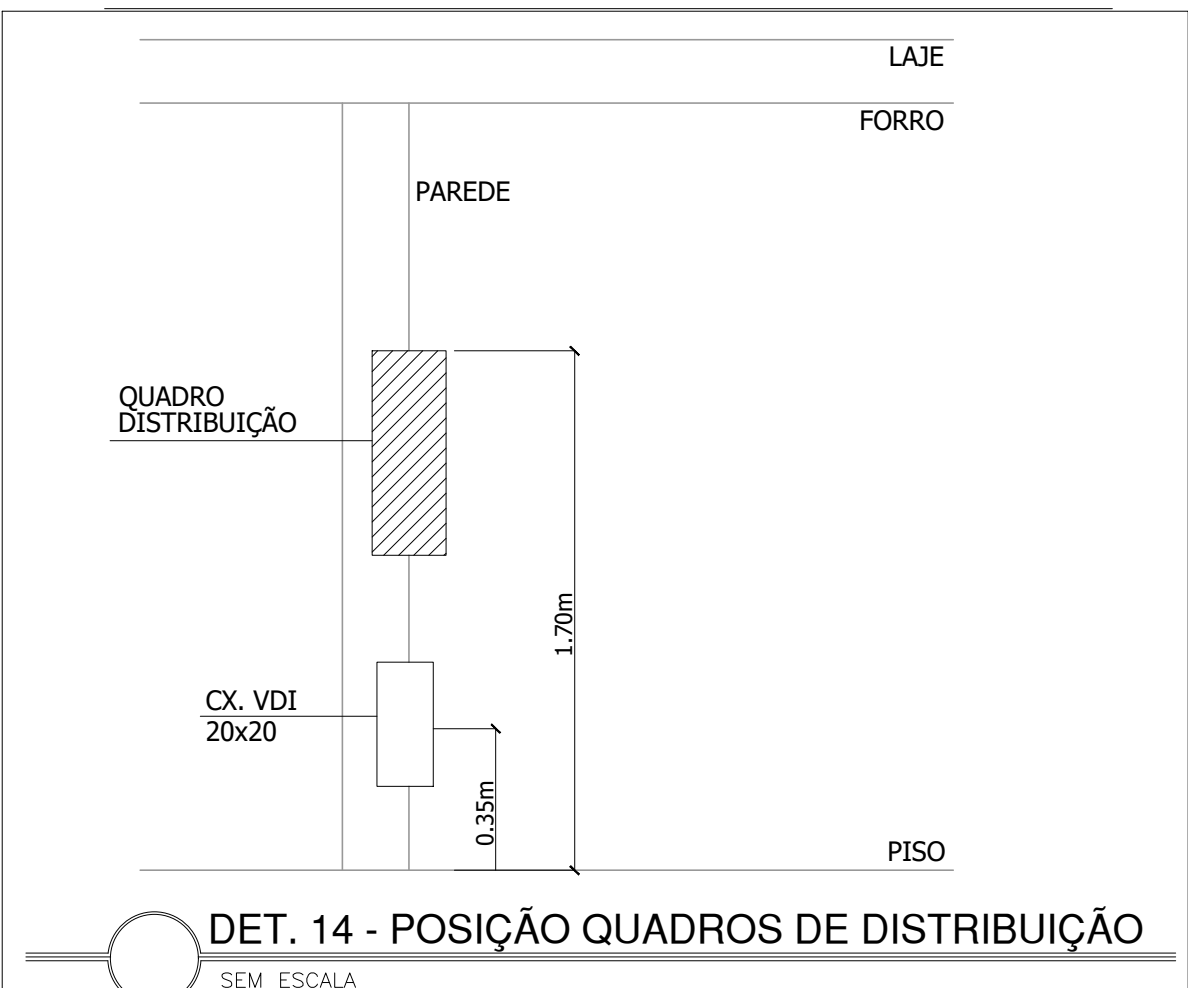 LAJE
FORRO
PAREDE
QUADRO
DISTRIBUIÇÃO
1.70m
CX. VDI
20x20
0.35m
PISO
DET. 14 - POSIÇÃO QUADROS DE DISTRIBUIÇÃO
SEM ESCALA